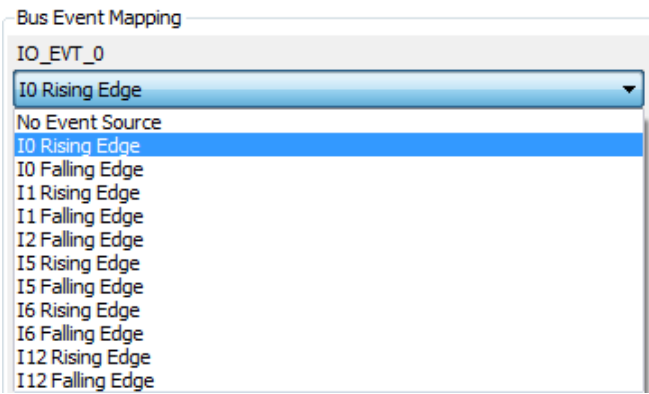 Bus Event Mapping
IO_EVT_0
I0 Rising Edge
No Event Source
I0 Rising Edge
I0 Falling Edge
I1 Rising Edge
I1 Falling Edge
I2 Falling Edge
I5 Rising Edge
I5 Falling Edge
I6 Rising Edge
I6 Falling Edge
I12 Rising Edge
I12 Falling Edge